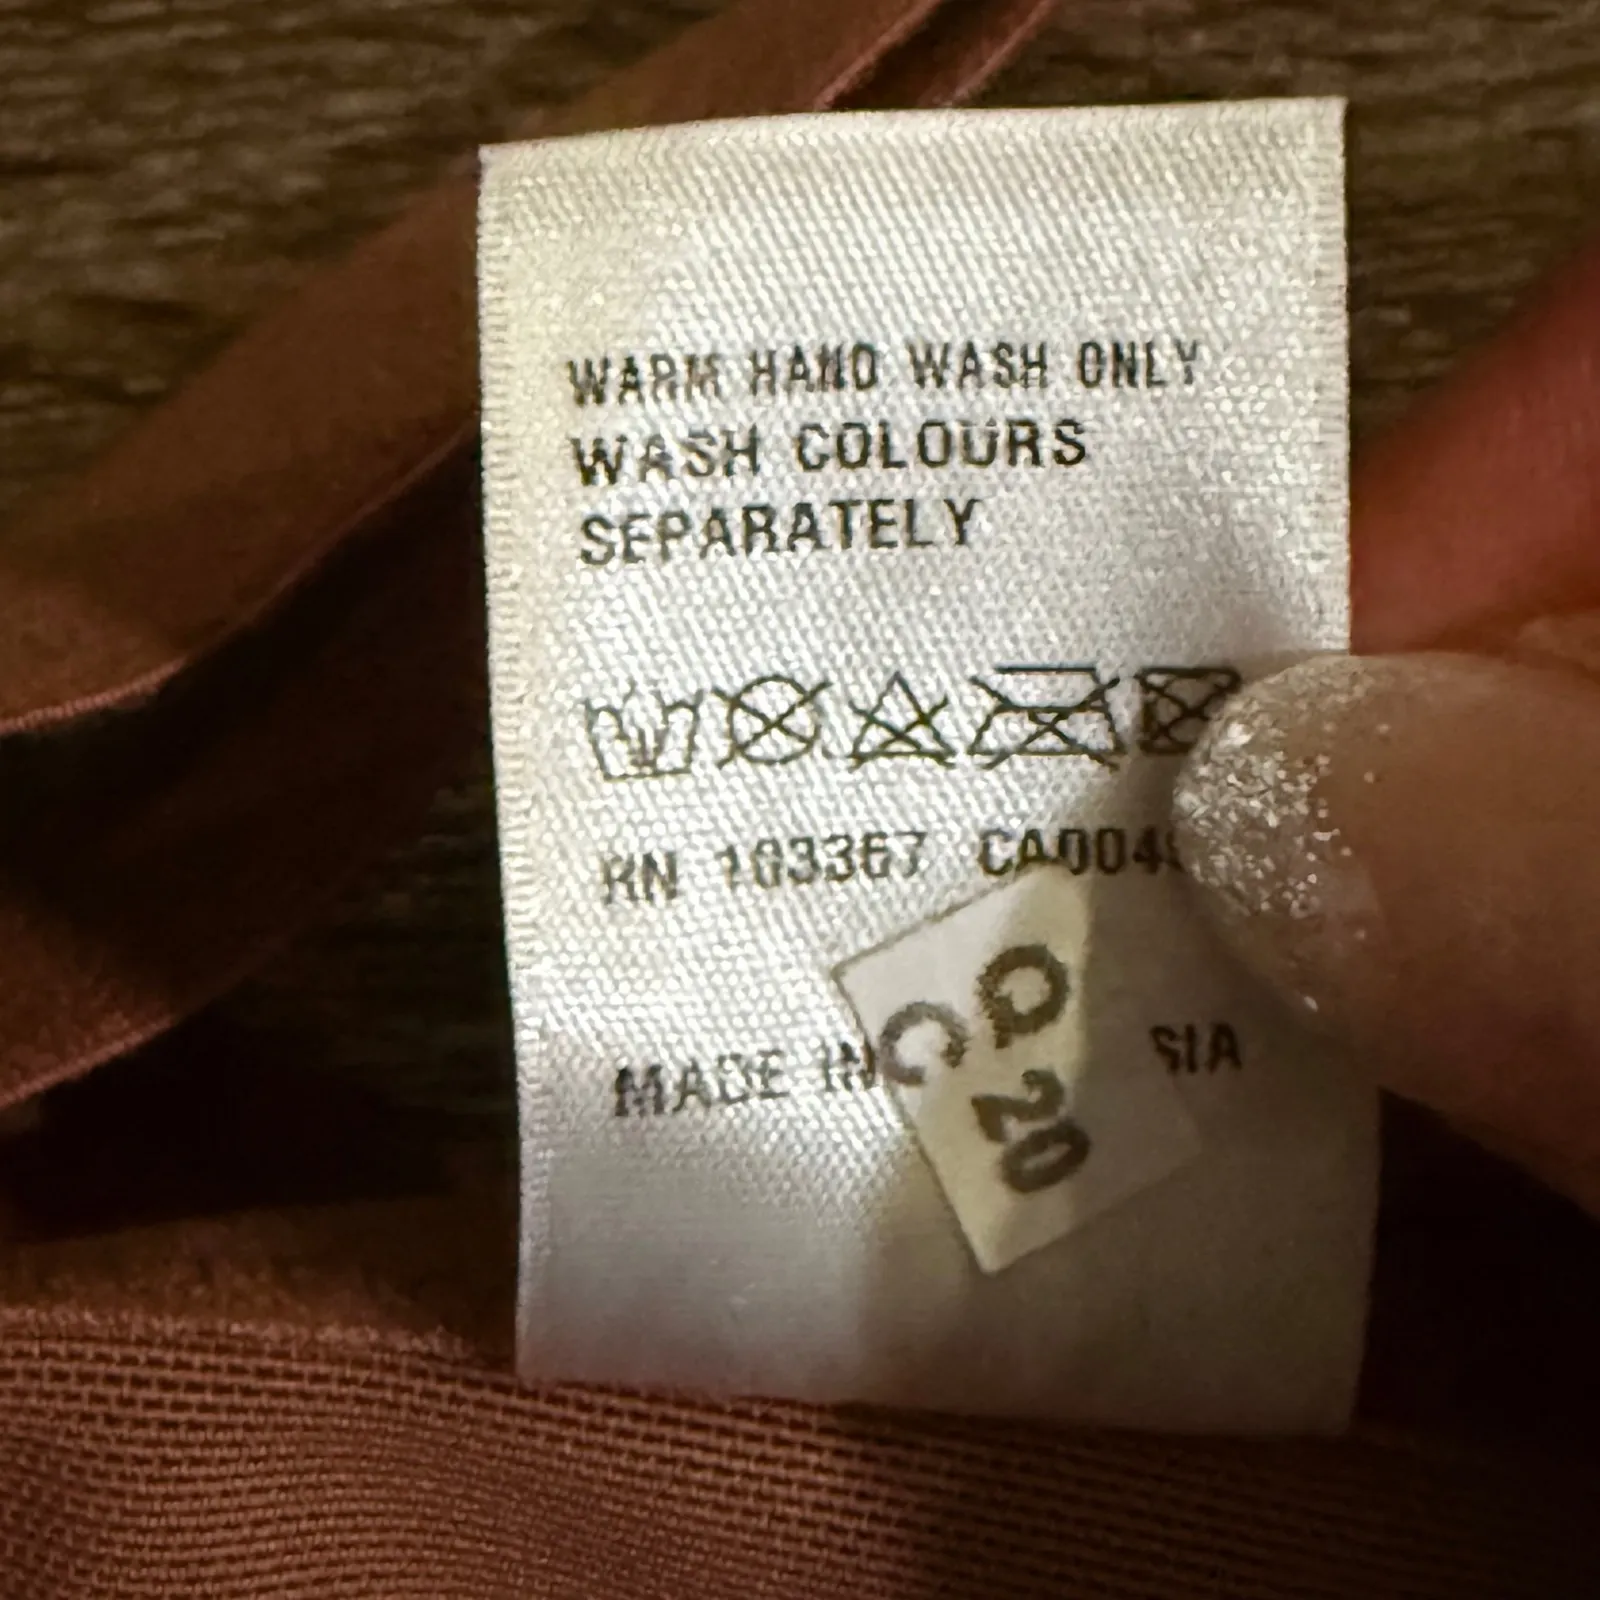 WARM HAND WASH ONLY
WASH COLOURS
SEPARATELY
RN 103367 CA004
MADE IN SIA
QC
20